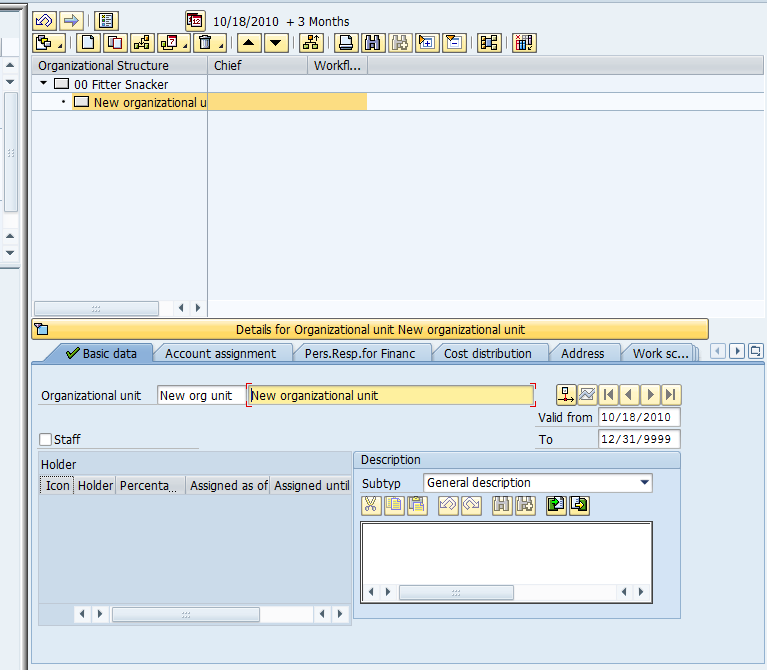 10/18/2010 + 3 Months
Organizational Structure Chief Workfl...
00 Fitter Snacker
New organizational u
Details for Organizational unit New organizational unit
Basic data Account assignment Pers.Resp.for Financ Cost distribution Address Work sc...
Organizational unit New org unit New organizational unit
Valid from 10/18/2010
Staff To 12/31/9999
Holder Description
Subtyp General description
Icon Holder Percenta... Assigned as of Assigned until